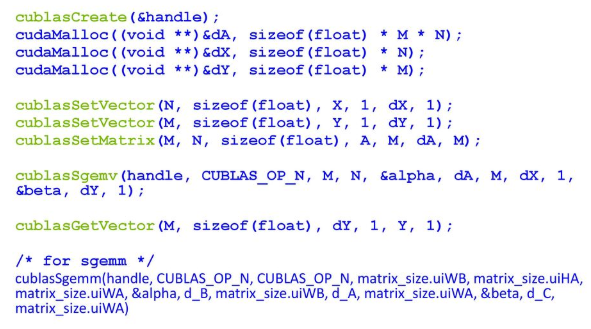 cublasCreate(&handle);
cudaMalloc((void **)&dA, sizeof(float) * M * N);
cudaMalloc((void **)&dX, sizeof(float) * N);
cudaMalloc((void **)&dY, sizeof(float) * M);
cublasSetVector(N, sizeof(float), X, 1, dX, 1);
cublasSetVector(M, sizeof(float), Y, 1, dY, 1);
cublasSetMatrix(M, N, sizeof(float), A, M, dA, M);
cublasSgemv(handle, CUBLAS_OP_N, M, N, &alpha, dA, M, dX, 1,
&beta, dY, 1);
cublasGetVector(M, sizeof(float), dY, 1, Y, 1);
/* for sgemm */
cublasSgemm(handle, CUBLAS_OP_N, CUBLAS_OP_N, matrix_size.uiWB, matrix_size.uiHA,
matrix_size.uiWA, &alpha, d_B, matrix_size.uiWB, d_A, matrix_size.uiWA, &beta, d_C,
matrix_size.uiWA)